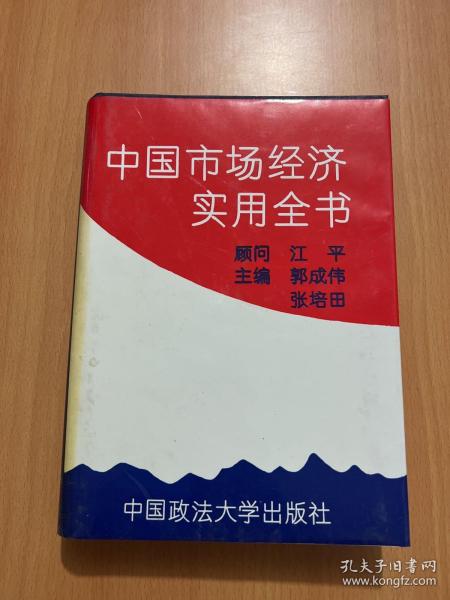 中国市场经济
实用全书
顾问 江 平
主编 郭成伟
张培田
中国政法大学出版社
孔夫子旧书网
www.kongfz.com